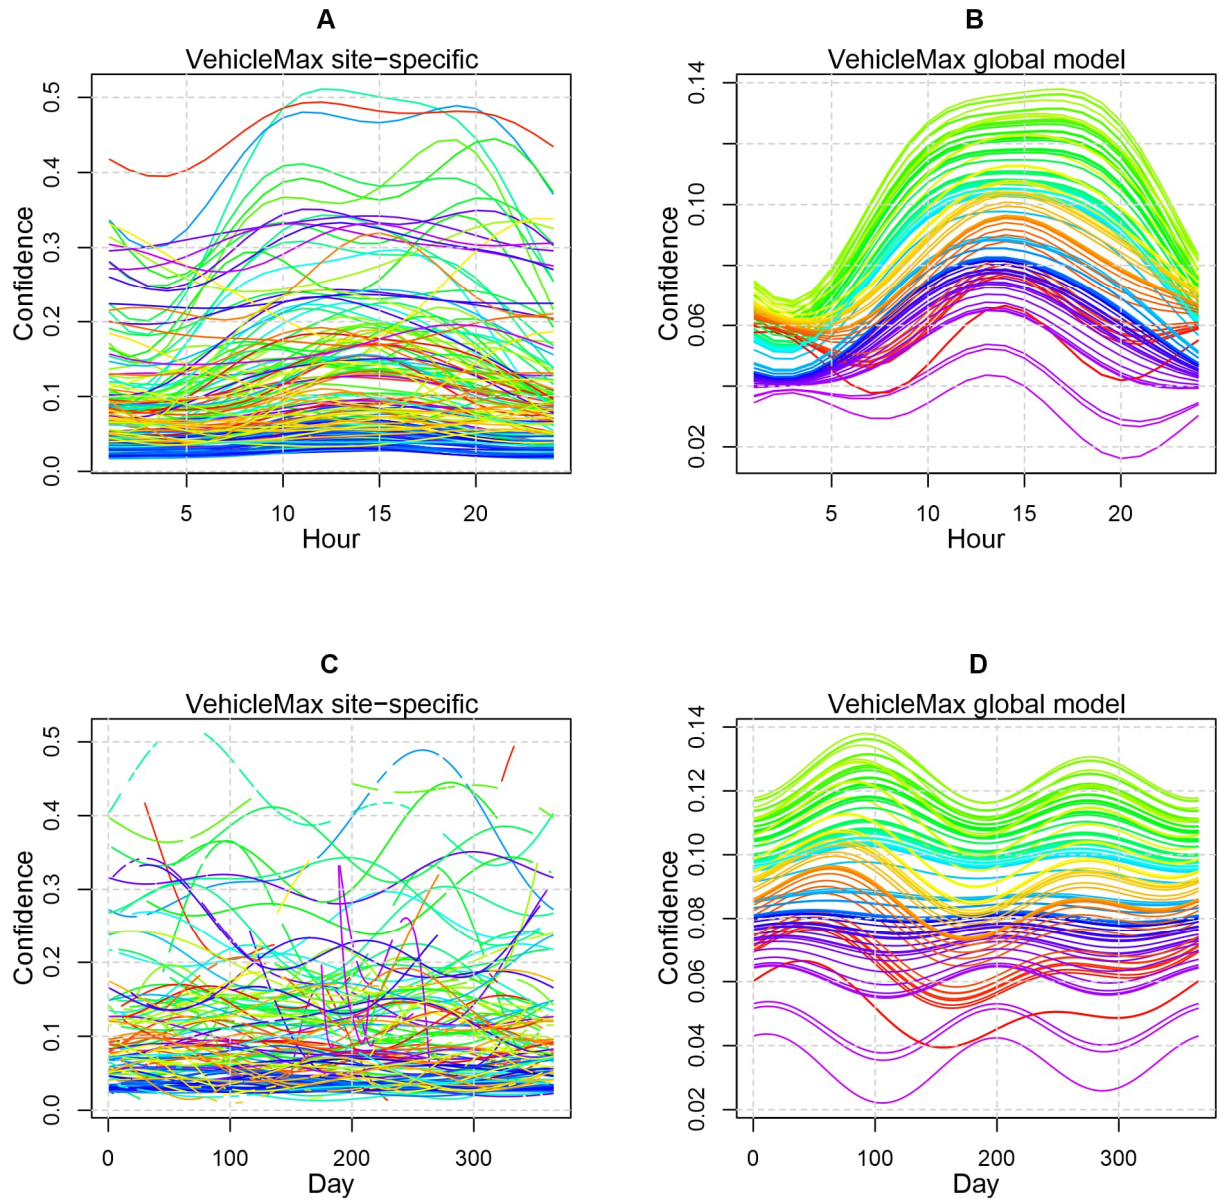 A
VehicleMax site−specific
Confidence
0.5
0.4
0.3
0.2
0.1
0.0
5 10 15 20
Hour
B
VehicleMax global model
Confidence
0.14
0.10
0.06
0.02
5 10 15 20
Hour
C
VehicleMax site−specific
Confidence
0.5
0.4
0.3
0.2
0.1
0.0
0 100 200 300
Day
D
VehicleMax global model
Confidence
0.14
0.12
0.10
0.08
0.06
0.04
0.02
0 100 200 300
Day